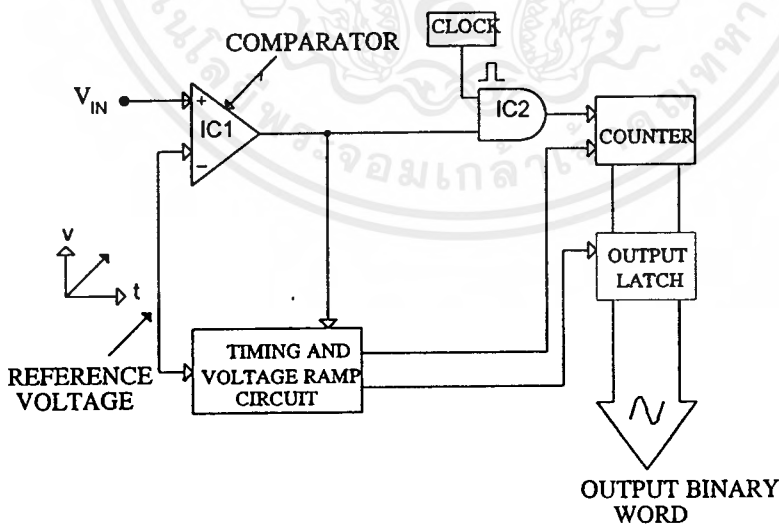 CLOCK
COMPARATOR
V_IN
+
IC1
−
IC2
COUNTER
v
t
OUTPUT
LATCH
REFERENCE
VOLTAGE
TIMING AND
VOLTAGE RAMP
CIRCUIT
OUTPUT BINARY
WORD